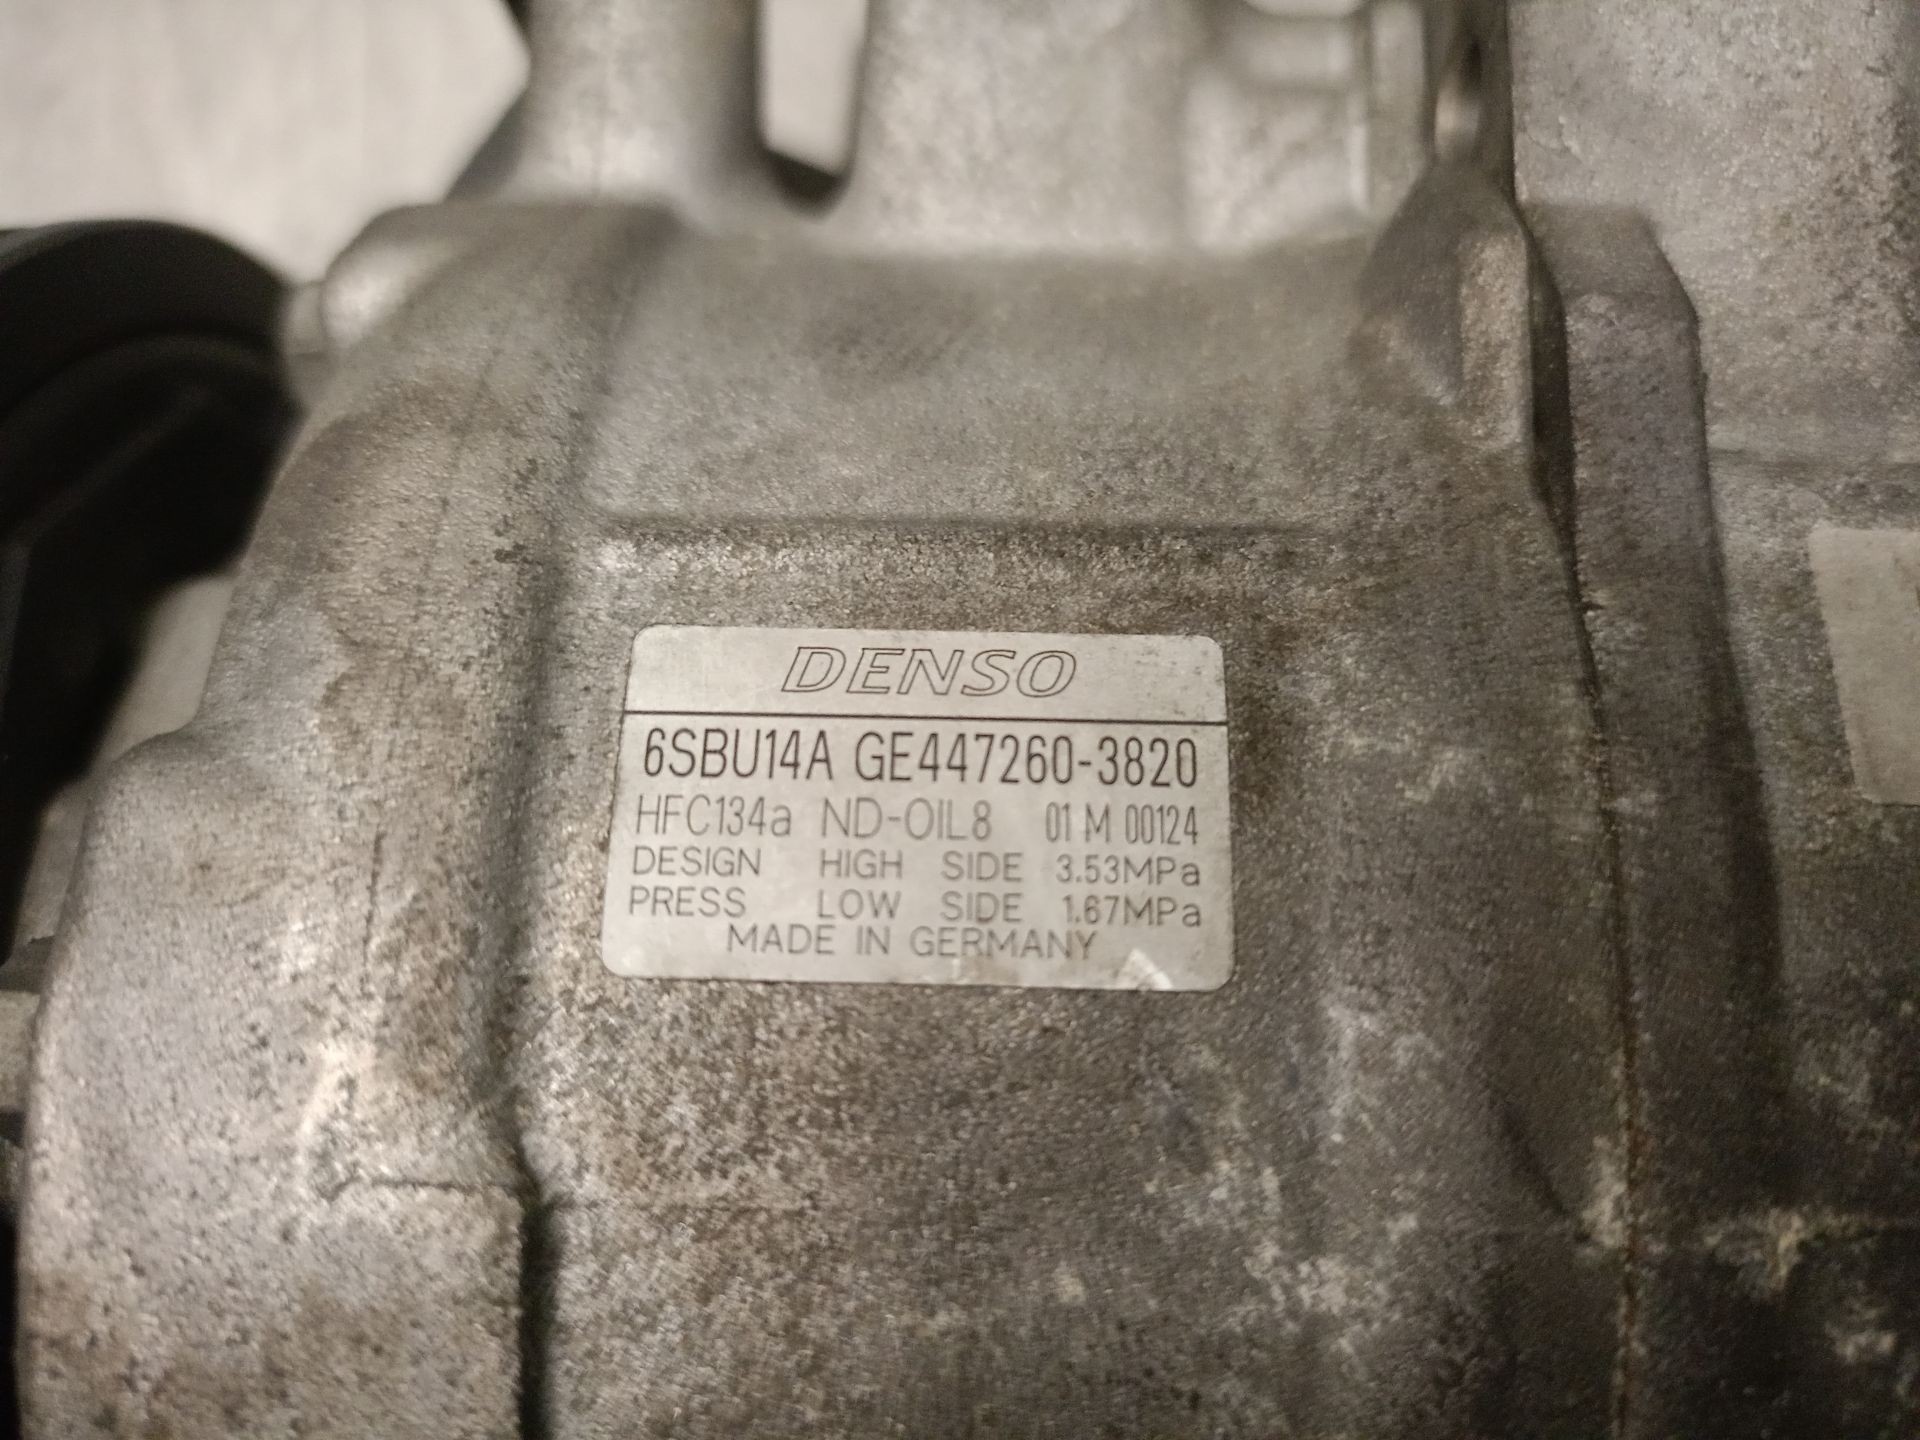 DENSO
6SBU14A GE447260-3820
HFC134a ND-OIL8 01 M 00124
DESIGN HIGH SIDE 3.53MPa
PRESS LOW SIDE 1.67MPa
MADE IN GERMANY